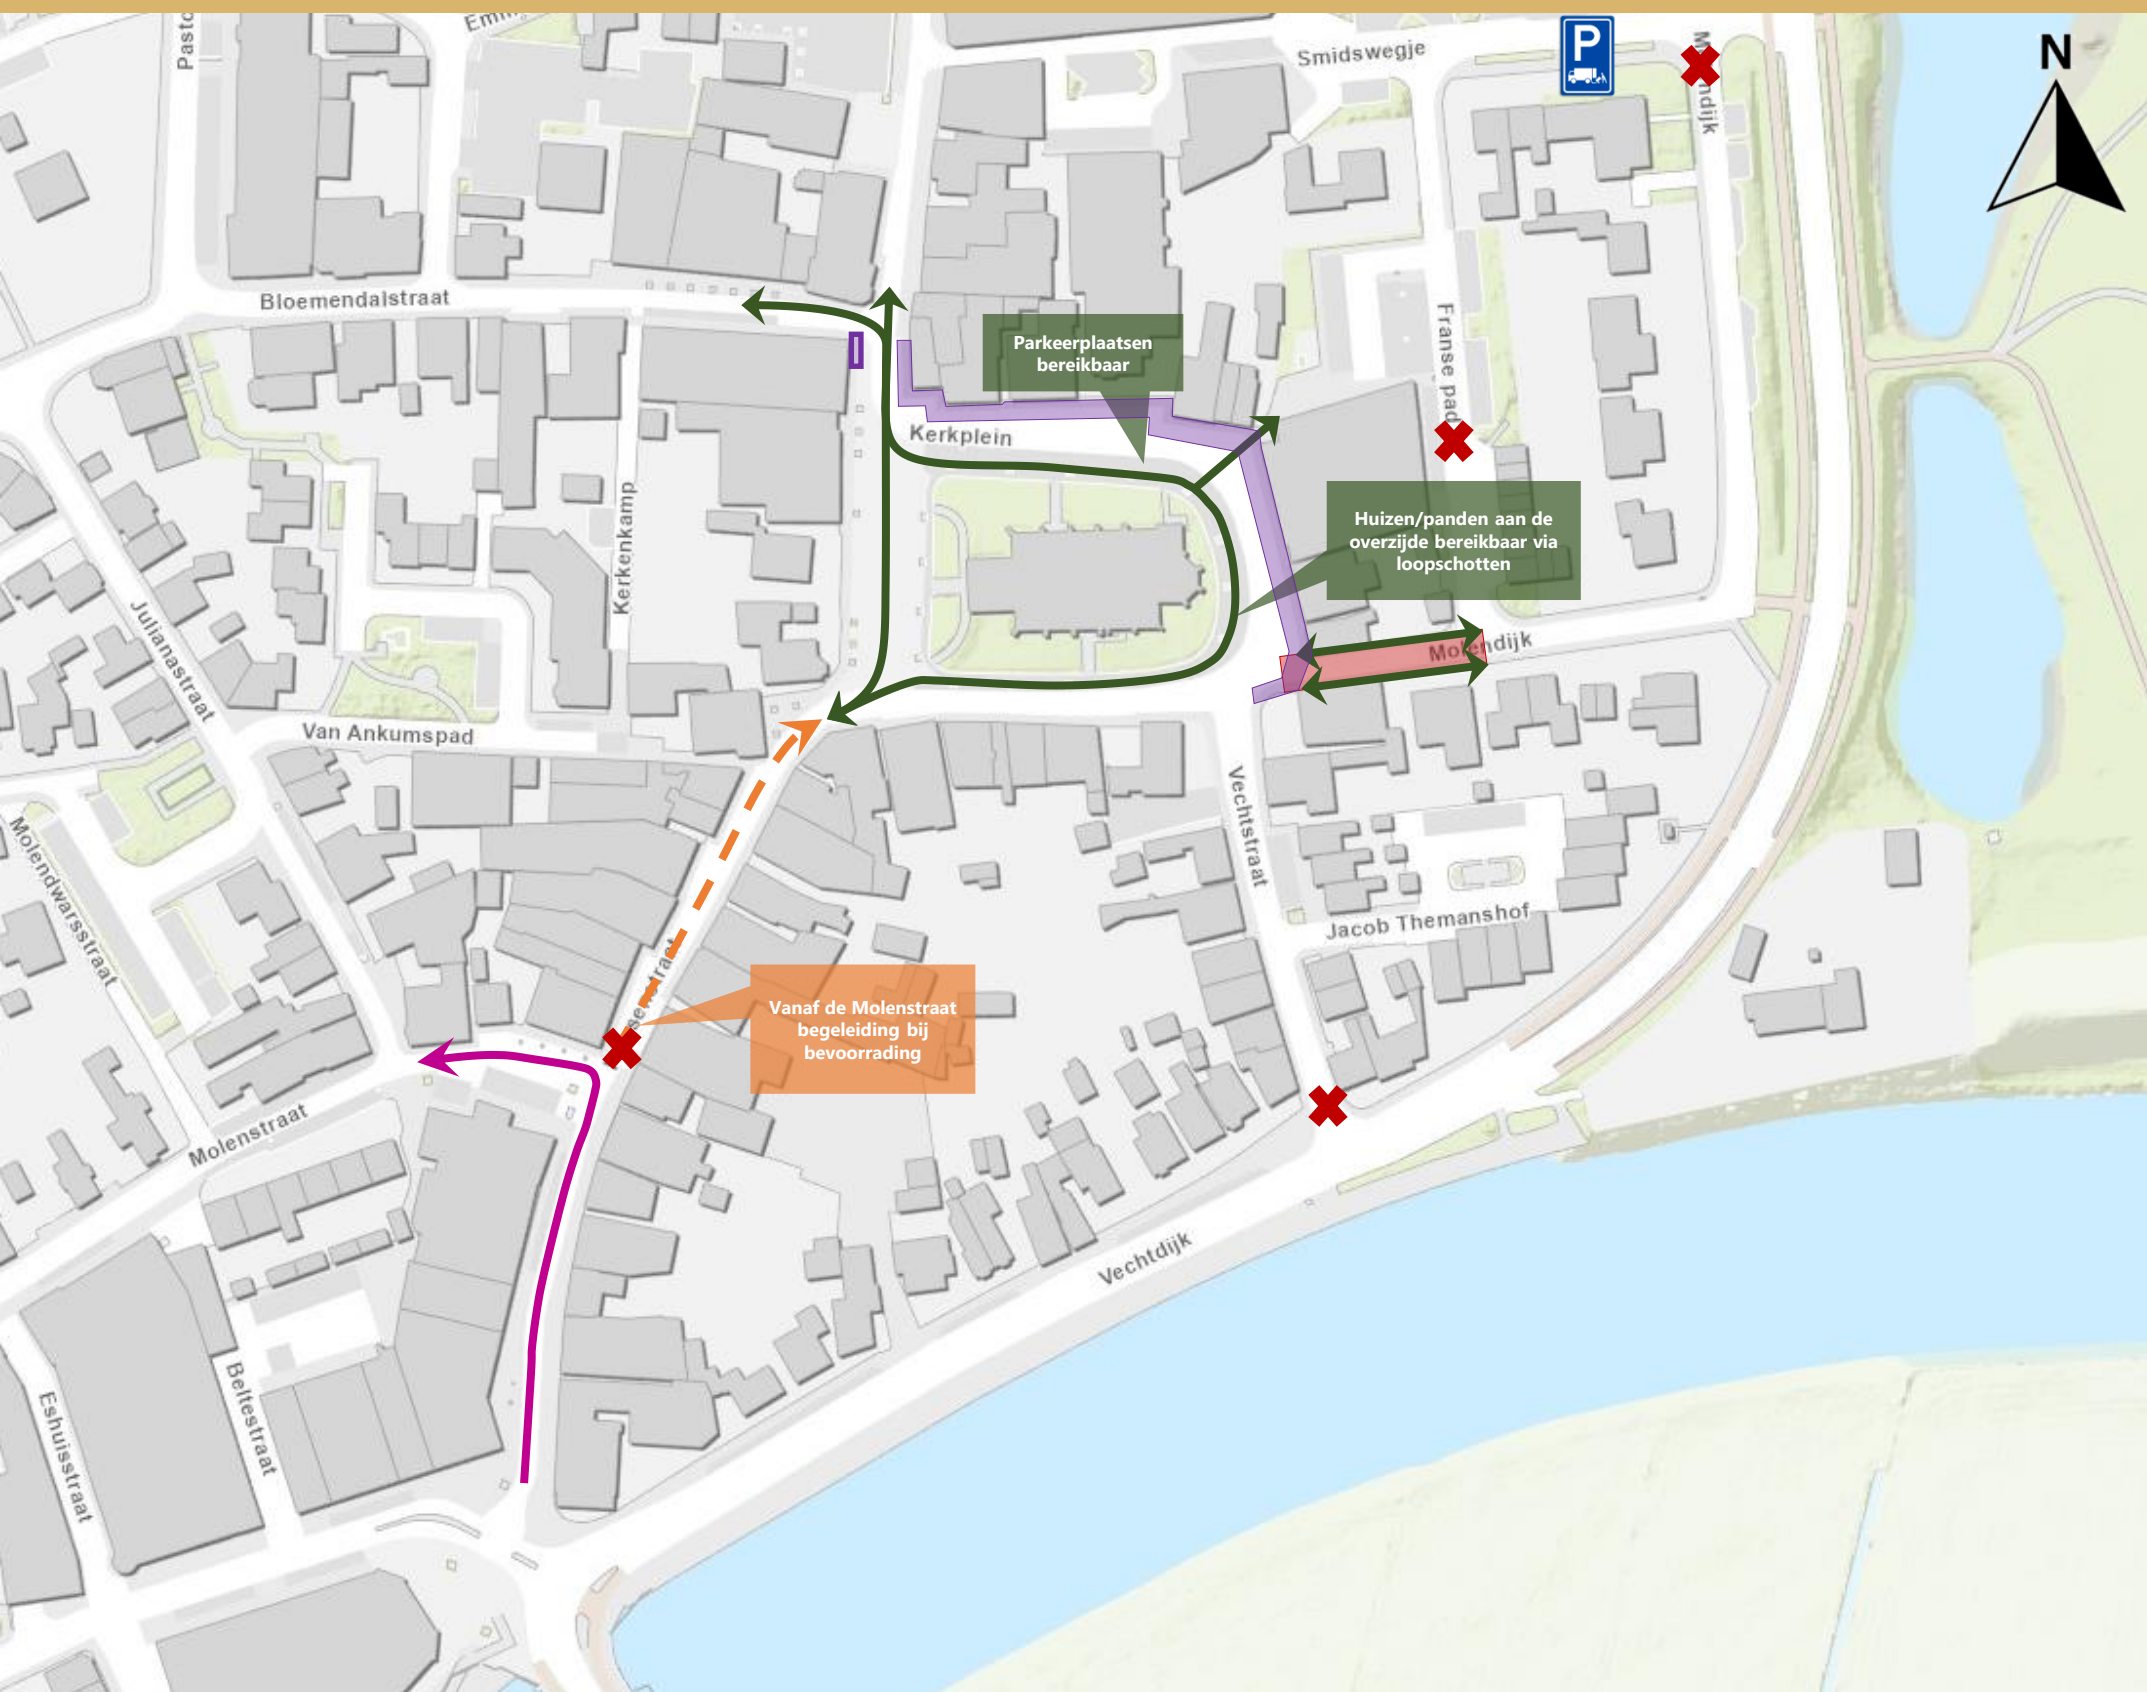 Smidswegje
P
N
Bloemendalstraat
Parkeerplaatsen
bereikbaar
Franse pad
Kerkplein
Kerkenkamp
Huizen/panden aan de
overzijde bereikbaar via
loopschotten
Julianastraat
Molendijk
Van Ankumspad
Vechtstraat
Molendwarsstraat
Jacob Themanshof
Vanaf de Molenstraat
begeleiding bij
bevoorrading
Molenstraat
Vechtdijk
Beltestraat
Eshuisstraat